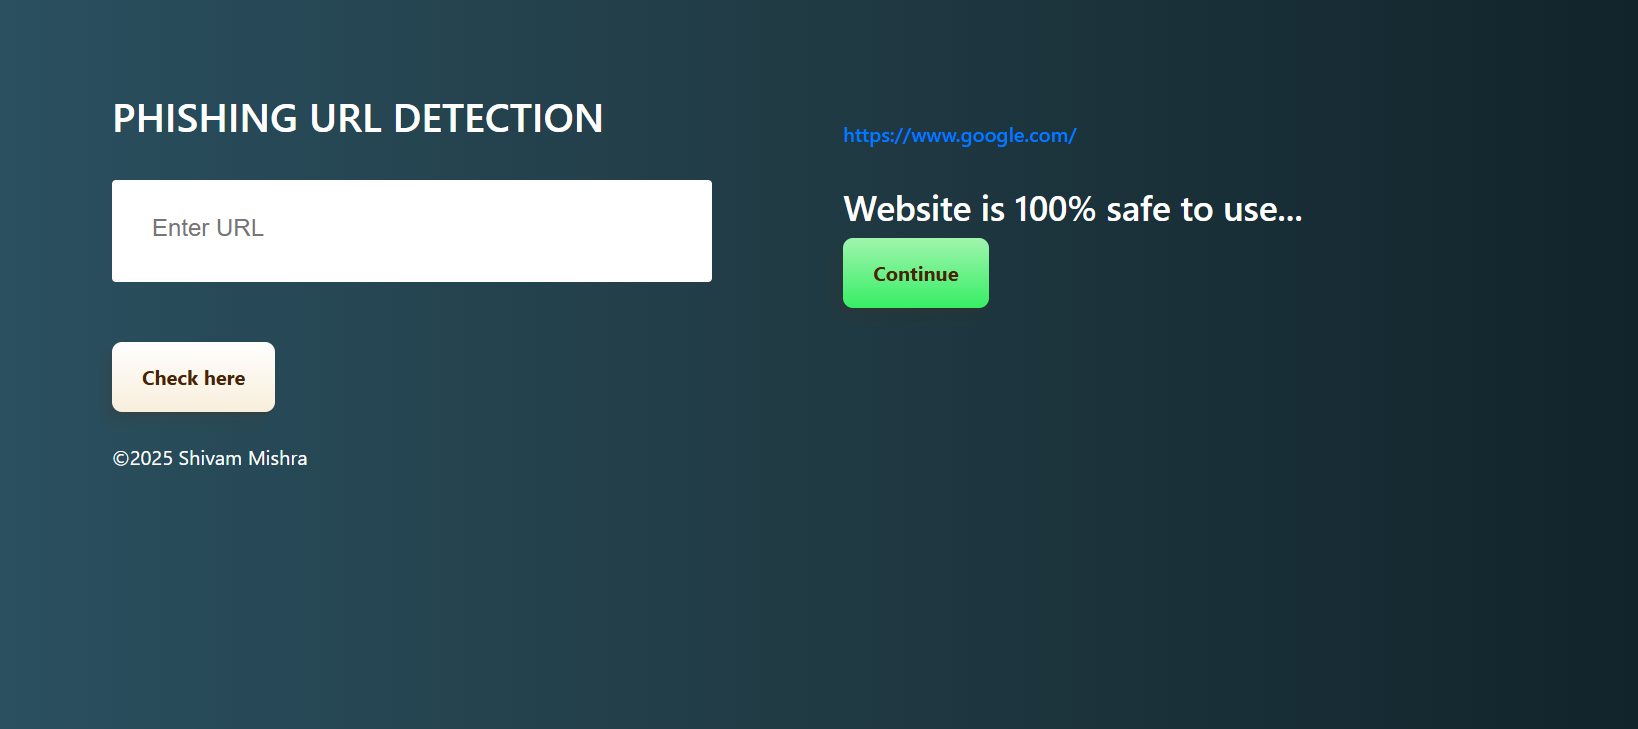 PHISHING URL DETECTION
Enter URL
Check here
©2025 Shivam Mishra
https://www.google.com/
Website is 100% safe to use...
Continue